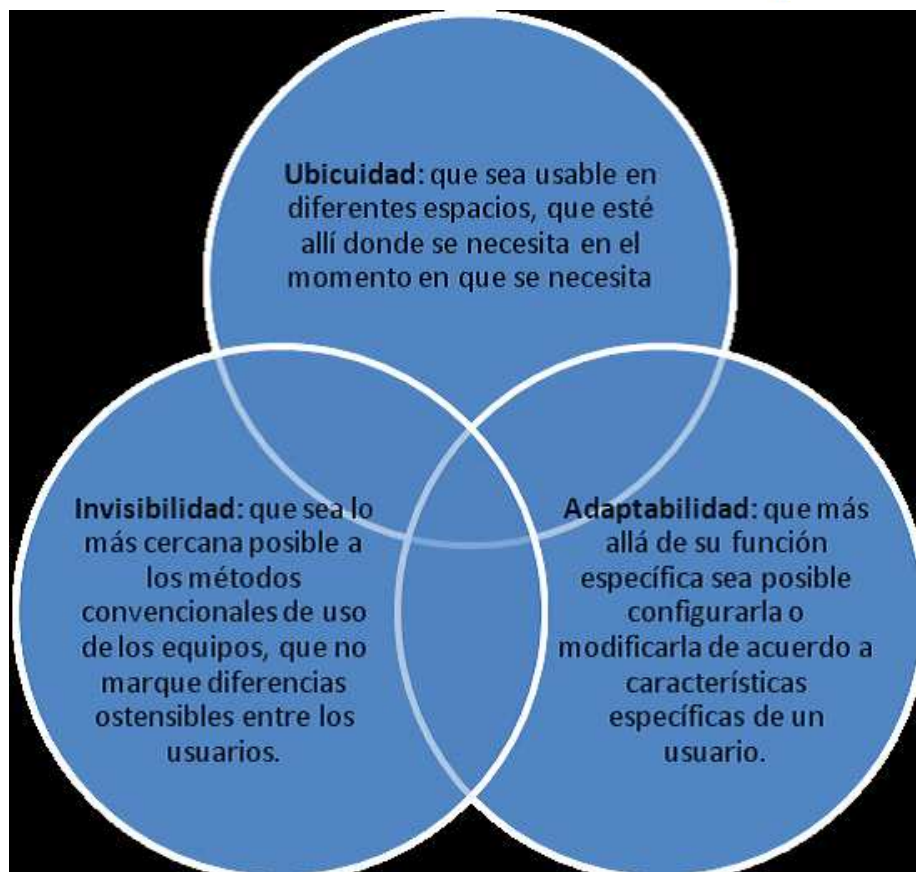 Ubicuidad: que sea usable en
diferentes espacios, que esté
allí donde se necesita en el
momento en que se necesita
Invisibilidad: que sea lo
más cercana posible a
los métodos
convencionales de uso
de los equipos, que no
marque diferencias
ostensibles entre los
usuarios.
Adaptabilidad: que más
allá de su función
específica sea posible
configurarla o
modificarla de acuerdo a
características
específicas de un
usuario.